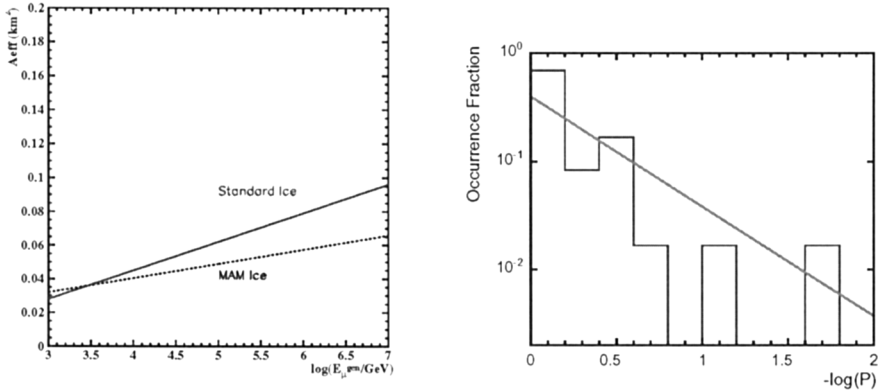 Aeff (km²)
0.2
0.18
0.16
0.14
0.12
0.1
0.08
0.06
0.04
0.02
0
Standard Ice
MAM Ice
3 3.5 4 4.5 5 5.5 6 6.5 7
log(Eμ /GeV)
Occurrence Fraction
10⁰
10⁻¹
10⁻²
0 0.5 1 1.5 2
-log(P)